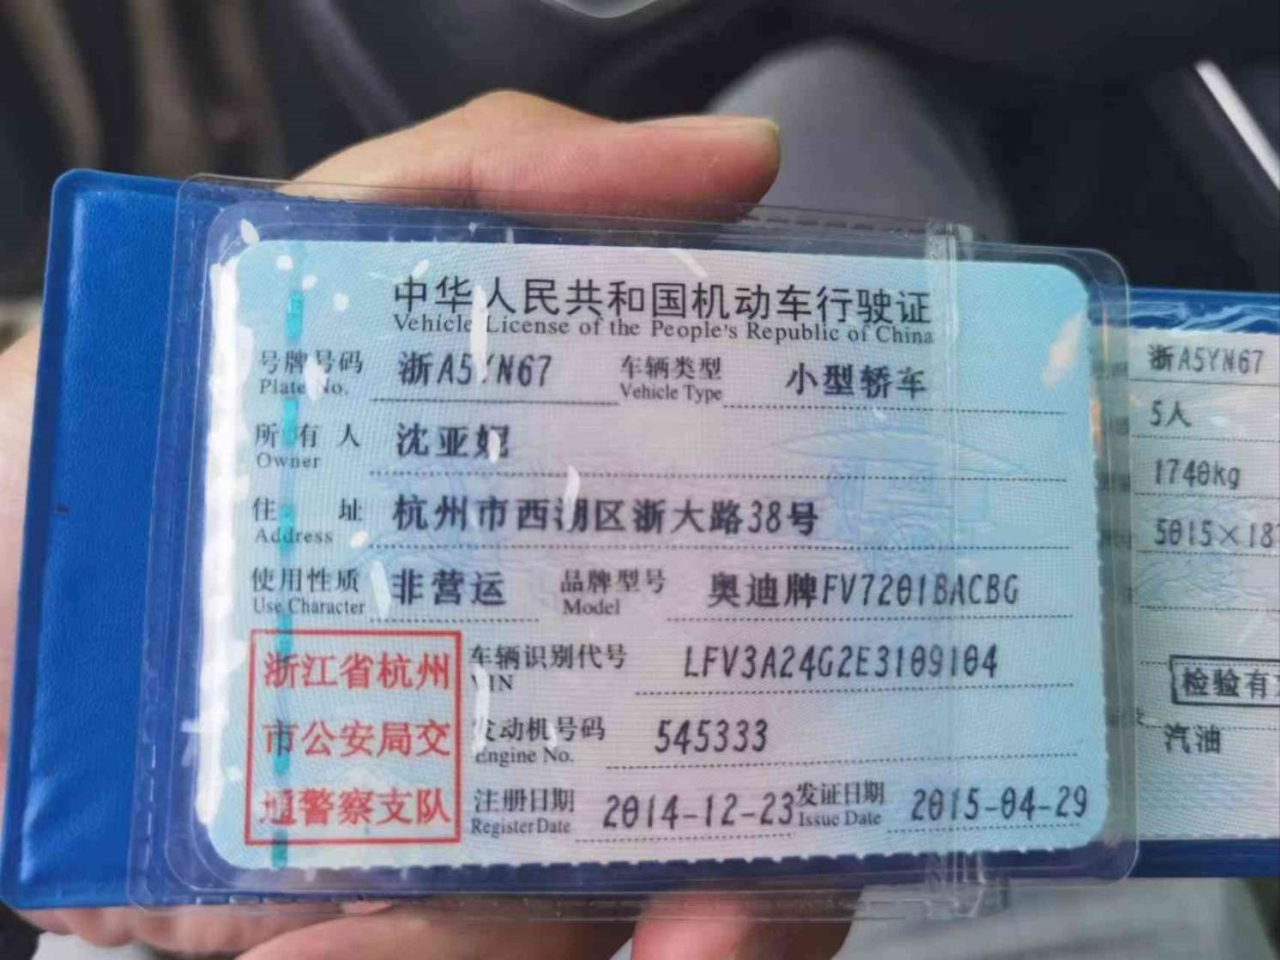 中华人民共和国机动车行驶证
Vehicle License of the People's Republic of China
号牌号码 浙A5YN67 车辆类型 小型轿车
Plate No. Vehicle Type
所有人 沈亚妮
Owner
住址 杭州市西湖区浙大路38号
Address
使用性质 非营运 品牌型号 奥迪牌FV7201BACBG
Use Character Model
浙江省杭州
市公安局交
通警察支队
车辆识别代号 LFV3A24G2E3109104
VIN
发动机号码 545333
Engine No.
注册日期 2014-12-23 发证日期 2015-04-29
Register Date Issue Date
浙A5YN67
5人
1740kg
5015×18
检验有
汽油